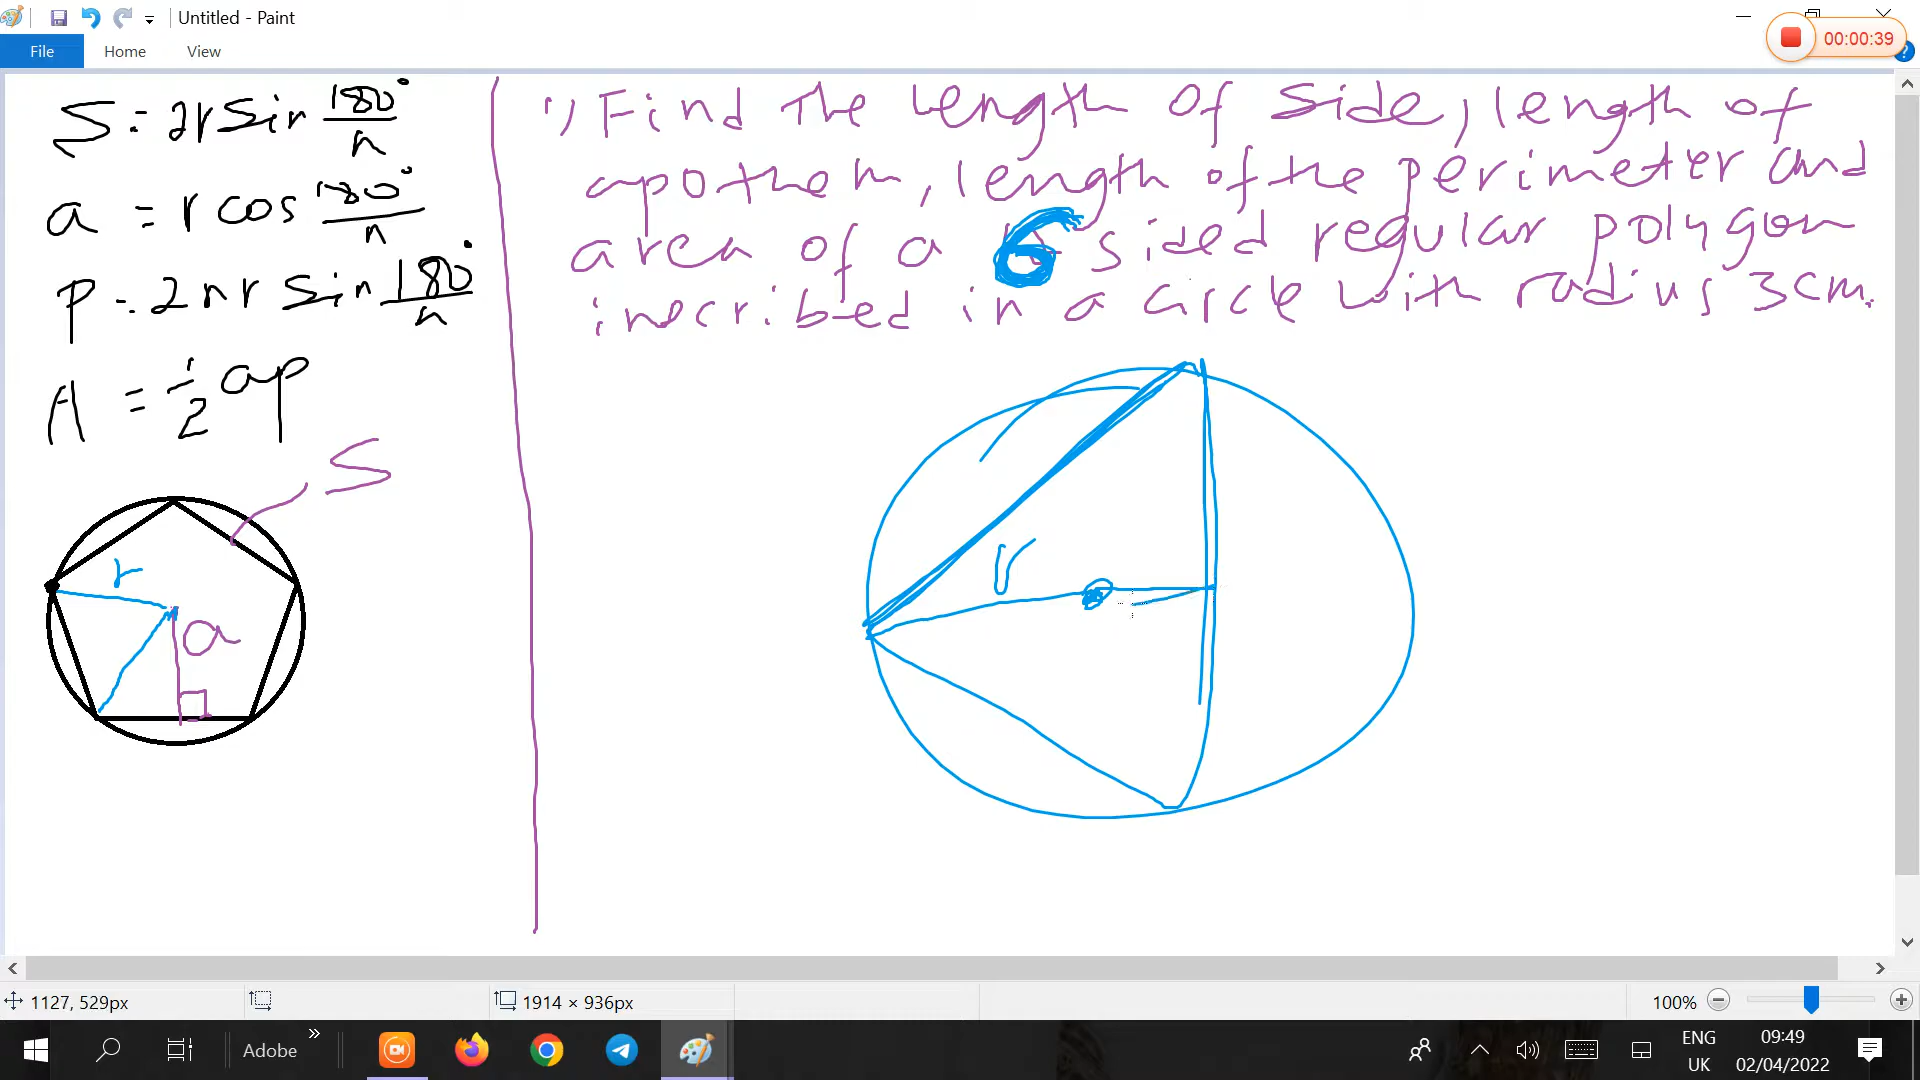 Untitled - Paint
00:00:39
File
Home
View
S = 2r sin 180°/n
a = r cos 180°/n
p = 2nr sin 180°/n
A = 1/2 ap
S
r
a
1) Find the length of side, length of
apothem, length of the perimeter and
area of a 6 sided regular polygon
inscribed in a circle with radius 3cm.
r
1127, 529px
1914 × 936px
100%
Adobe
ENG
UK
09:49
02/04/2022